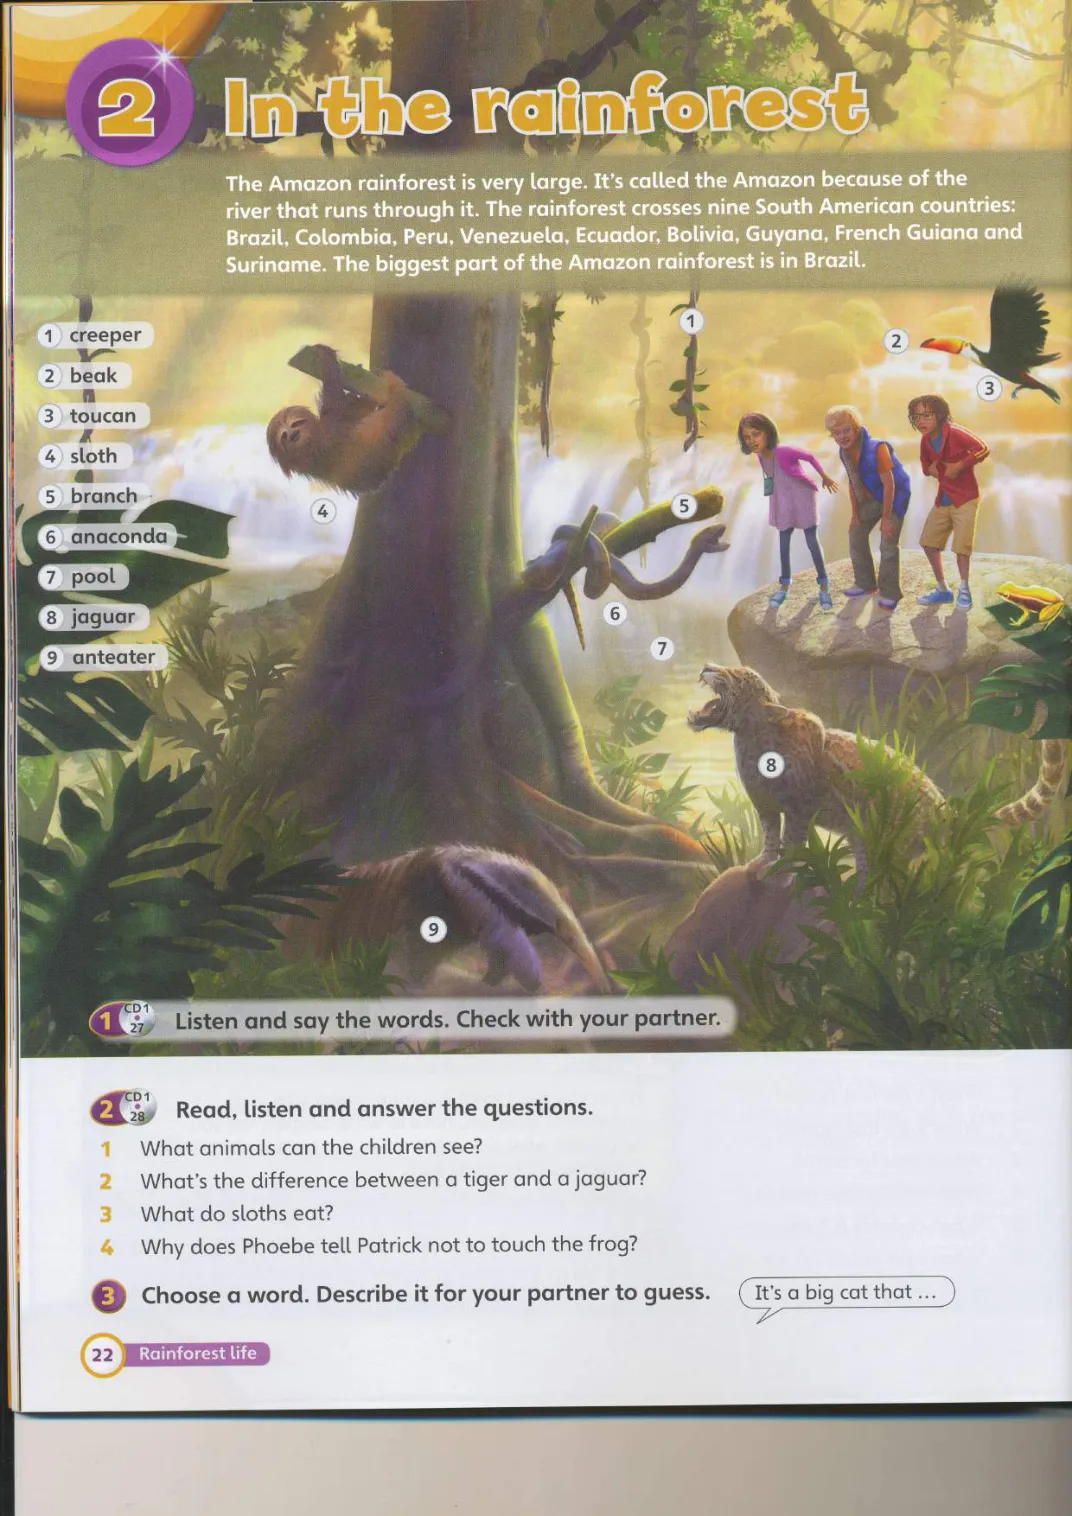 2
In the rainforest
The Amazon rainforest is very large. It's called the Amazon because of the
river that runs through it. The rainforest crosses nine South American countries:
Brazil, Colombia, Peru, Venezuela, Ecuador, Bolivia, Guyana, French Guiana and
Suriname. The biggest part of the Amazon rainforest is in Brazil.
1 creeper
2 beak
3 toucan
4 sloth
5 branch
6 anaconda
7 pool
8 jaguar
9 anteater
1
2
3
4
5
6
7
8
9
1 CD1 27 Listen and say the words. Check with your partner.
2 CD1 28 Read, listen and answer the questions.
1 What animals can the children see?
2 What's the difference between a tiger and a jaguar?
3 What do sloths eat?
4 Why does Phoebe tell Patrick not to touch the frog?
3 Choose a word. Describe it for your partner to guess. It's a big cat that ...
22 Rainforest life